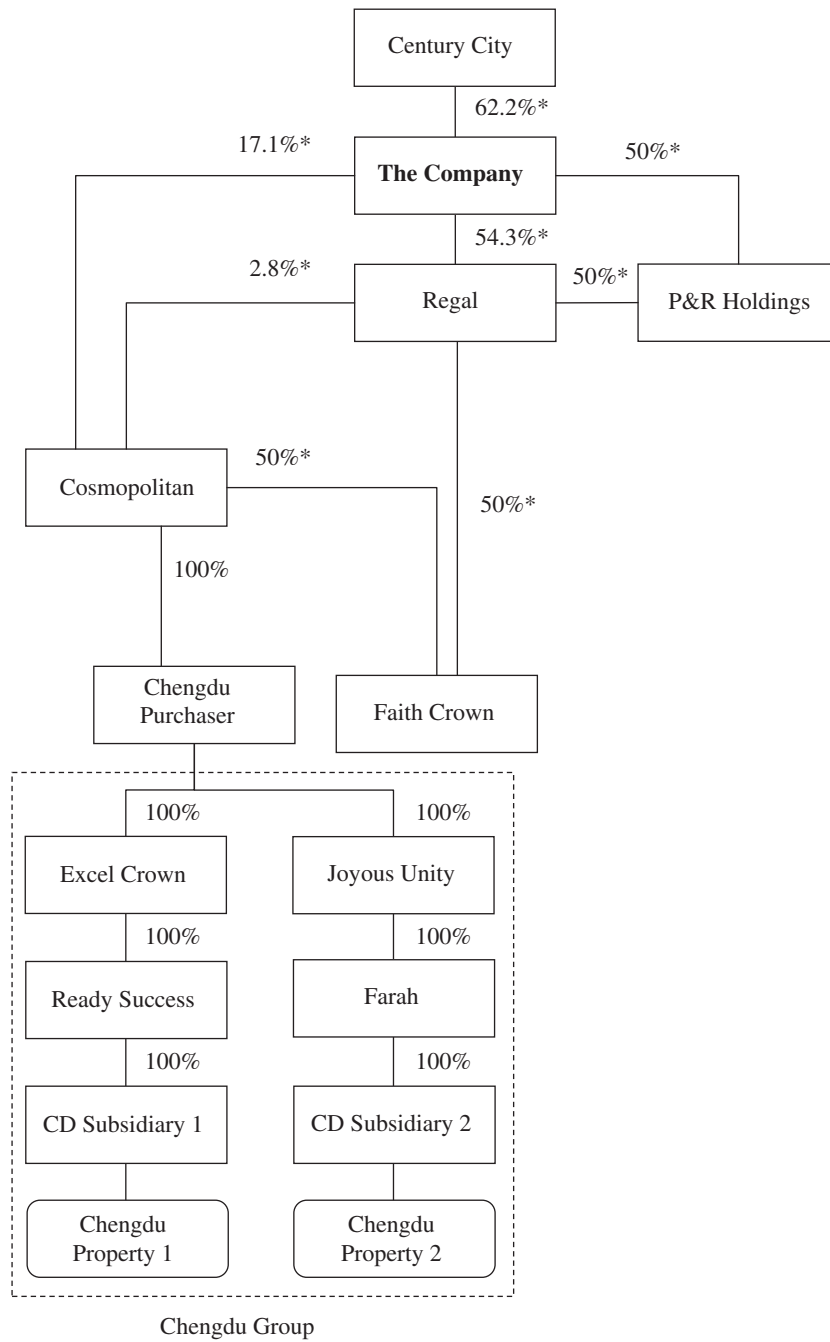 Century City
62.2%*
17.1%*
The Company
50%*
54.3%*
2.8%*
Regal
50%*
P&R Holdings
Cosmopolitan
50%*
50%*
100%
Chengdu
Purchaser
Faith Crown
100%
100%
Excel Crown
Joyous Unity
100%
100%
Ready Success
Farah
100%
100%
CD Subsidiary 1
CD Subsidiary 2
Chengdu
Property 1
Chengdu
Property 2
Chengdu Group